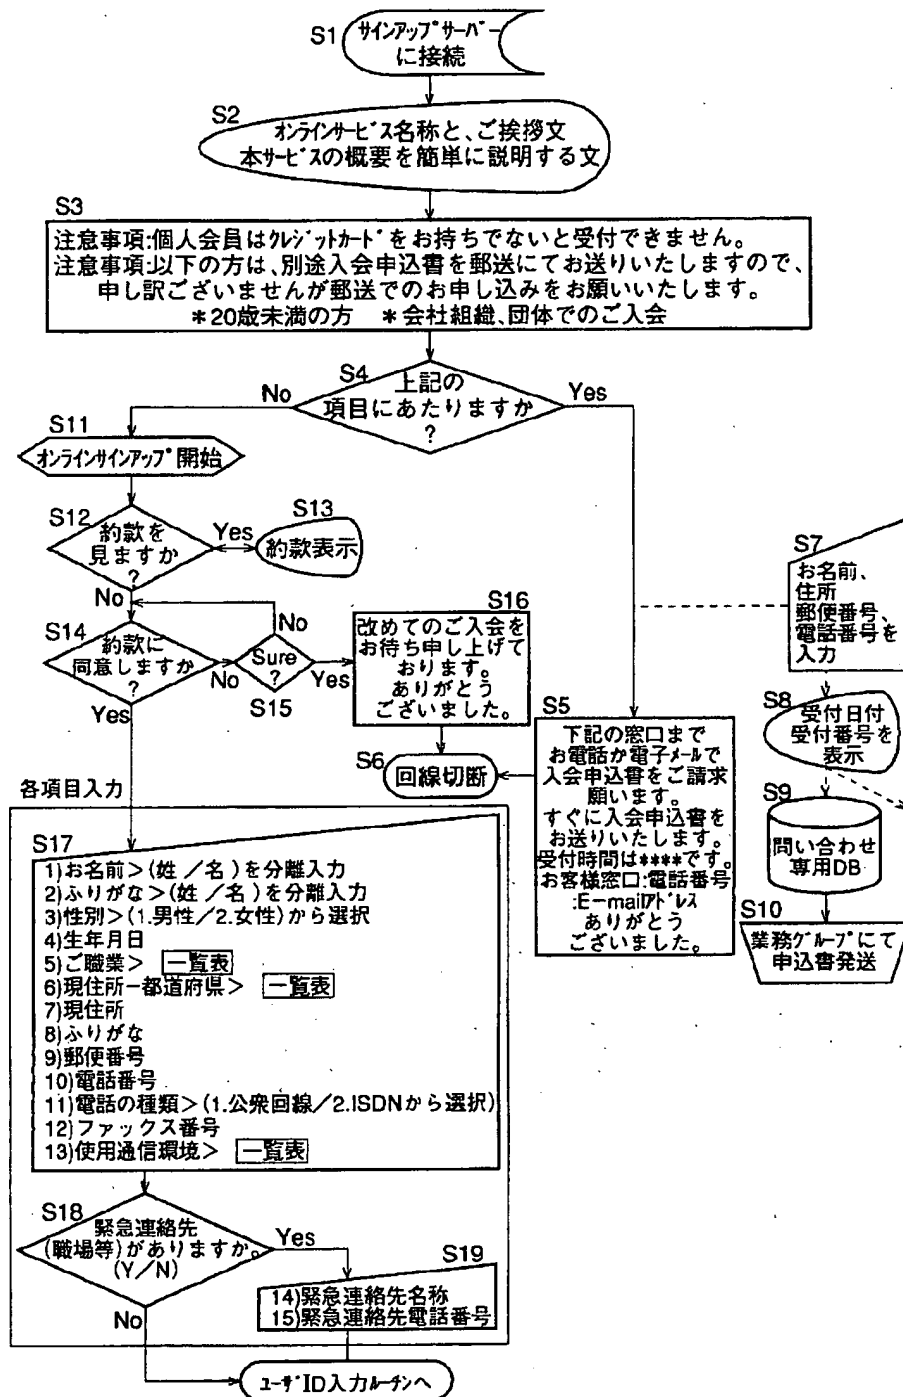 S1
サインアップサーバー
に接続
S2
オンラインサービス名称と、ご挨拶文
本サービスの概要を簡単に説明する文
S3
注意事項:個人会員はクレジットカードをお持ちでないと受付できません。
注意事項:以下の方は、別途入会申込書を郵送にてお送りいたしますので、
申し訳ございませんが郵送でのお申し込みをお願いいたします。
*20歳未満の方 *会社組織、団体でのご入会
S4
上記の
項目にあたりますか
?
No
Yes
S11
オンラインサインアップ開始
S12
約款を
見ますか
?
Yes
No
S13
約款表示
S14
約款に
同意しますか
?
No
Yes
S15
Sure
?
No
Yes
S16
改めてのご入会を
お待ち申し上げて
おります。
ありがとう
ございました。
S6
回線切断
S5
下記の窓口まで
お電話か電子メールで
入会申込書をご請求
願います。
すぐに入会申込書を
お送りいたします。
受付時間は****です。
お客様窓口:電話番号
:E-mailアドレス
ありがとう
ございました。
S7
お名前、
住所
郵便番号、
電話番号を
入力
S8
受付日付
受付番号を
表示
S9
問い合わせ
専用DB
S10
業務グループにて
申込書発送
各項目入力
S17
1)お名前>(姓/名)を分離入力
2)ふりがな>(姓/名)を分離入力
3)性別>(1.男性/2.女性)から選択
4)生年月日
5)ご職業> 一覧表
6)現住所-都道府県> 一覧表
7)現住所
8)ふりがな
9)郵便番号
10)電話番号
11)電話の種類>(1.公衆回線/2.ISDNから選択)
12)ファックス番号
13)使用通信環境> 一覧表
S18
緊急連絡先
(職場等)がありますか。
(Y/N)
Yes
No
S19
14)緊急連絡先名称
15)緊急連絡先電話番号
ユーザID入力ルーチンへ